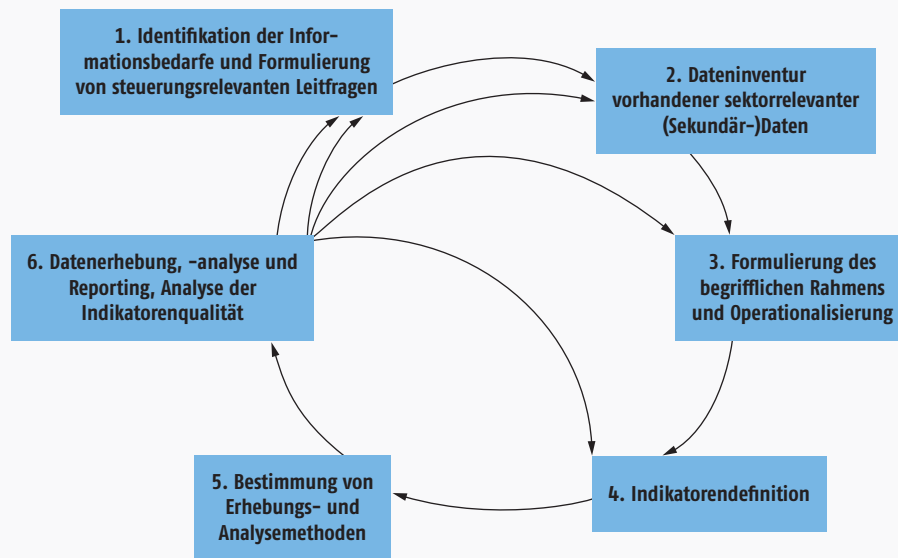 1. Identifikation der Infor-
mationsbedarfe und Formulierung
von steuerungsrelevanten Leitfragen
2. Dateninventur
vorhandener sektorrelevanter
(Sekundär-)Daten
3. Formulierung des
begrifflichen Rahmens
und Operationalisierung
4. Indikatorendefinition
5. Bestimmung von
Erhebungs- und
Analysemethoden
6. Datenerhebung, -analyse und
Reporting, Analyse der
Indikatorenqualität